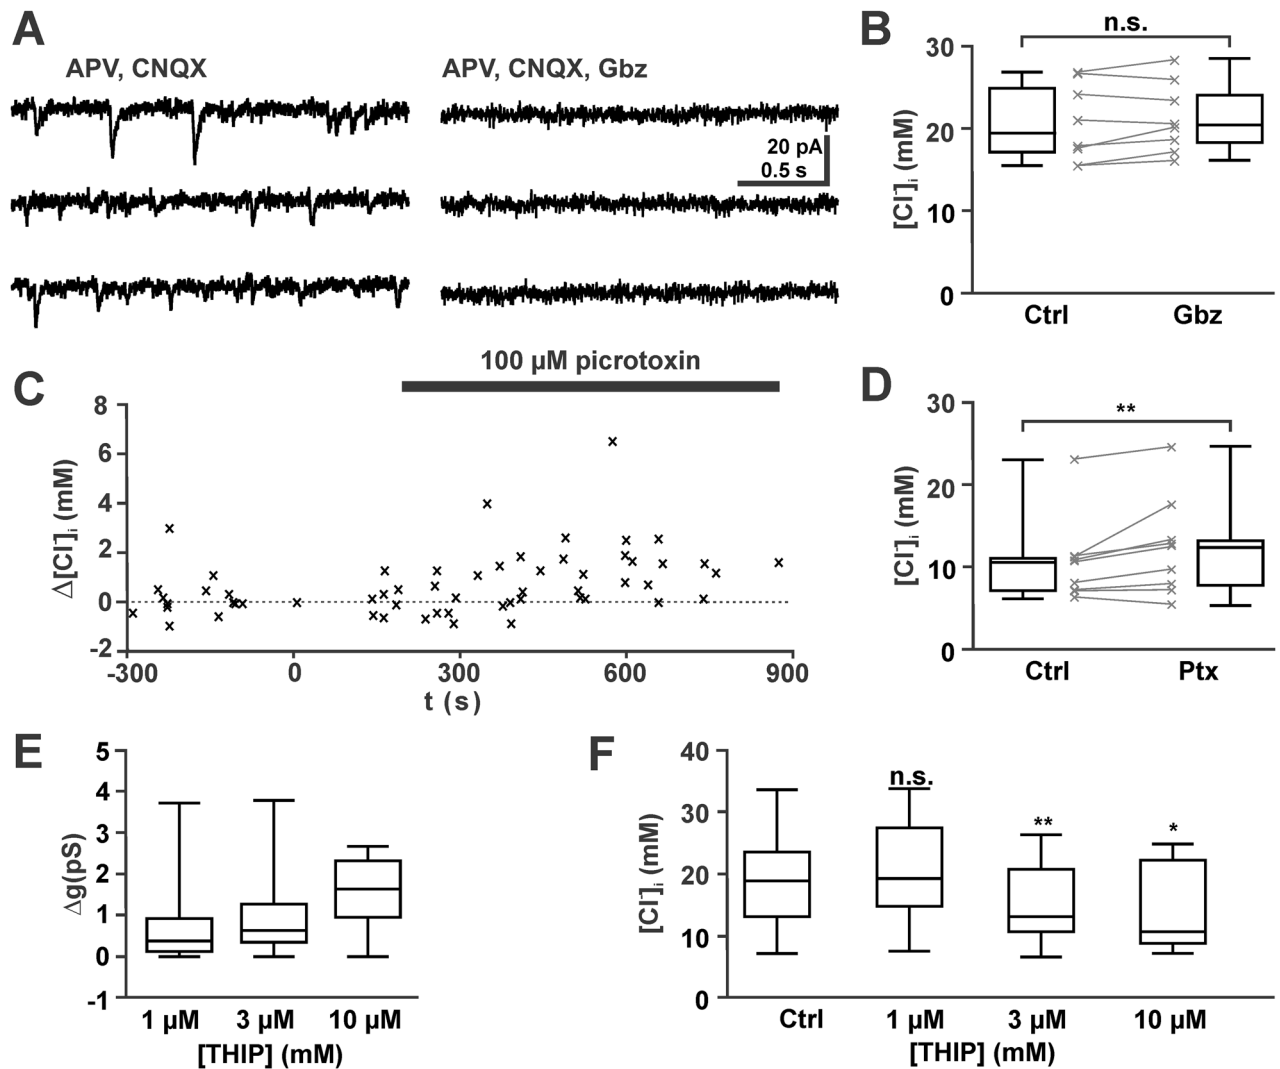 A
APV, CNQX
APV, CNQX, Gbz
20 pA
0.5 s
B
n.s.
30
20
10
0
[Cl-]i (mM)
Ctrl
Gbz
C
100 µM picrotoxin
8
6
4
2
0
-2
Δ[Cl-]i (mM)
-300
0
300
600
900
t (s)
D
**
30
20
10
0
[Cl-]i (mM)
Ctrl
Ptx
E
5
4
3
2
1
0
-1
Δg(pS)
1 µM
3 µM
10 µM
[THIP] (mM)
F
40
30
20
10
0
[Cl-]i (mM)
n.s.
**
*
Ctrl
1 µM
3 µM
10 µM
[THIP] (mM)